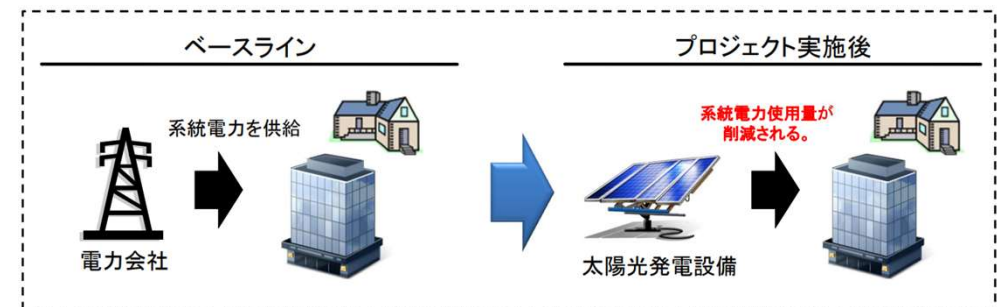 ベースライン
プロジェクト実施後
系統電力を供給
電力会社
系統電力使用量が
削減される。
太陽光発電設備